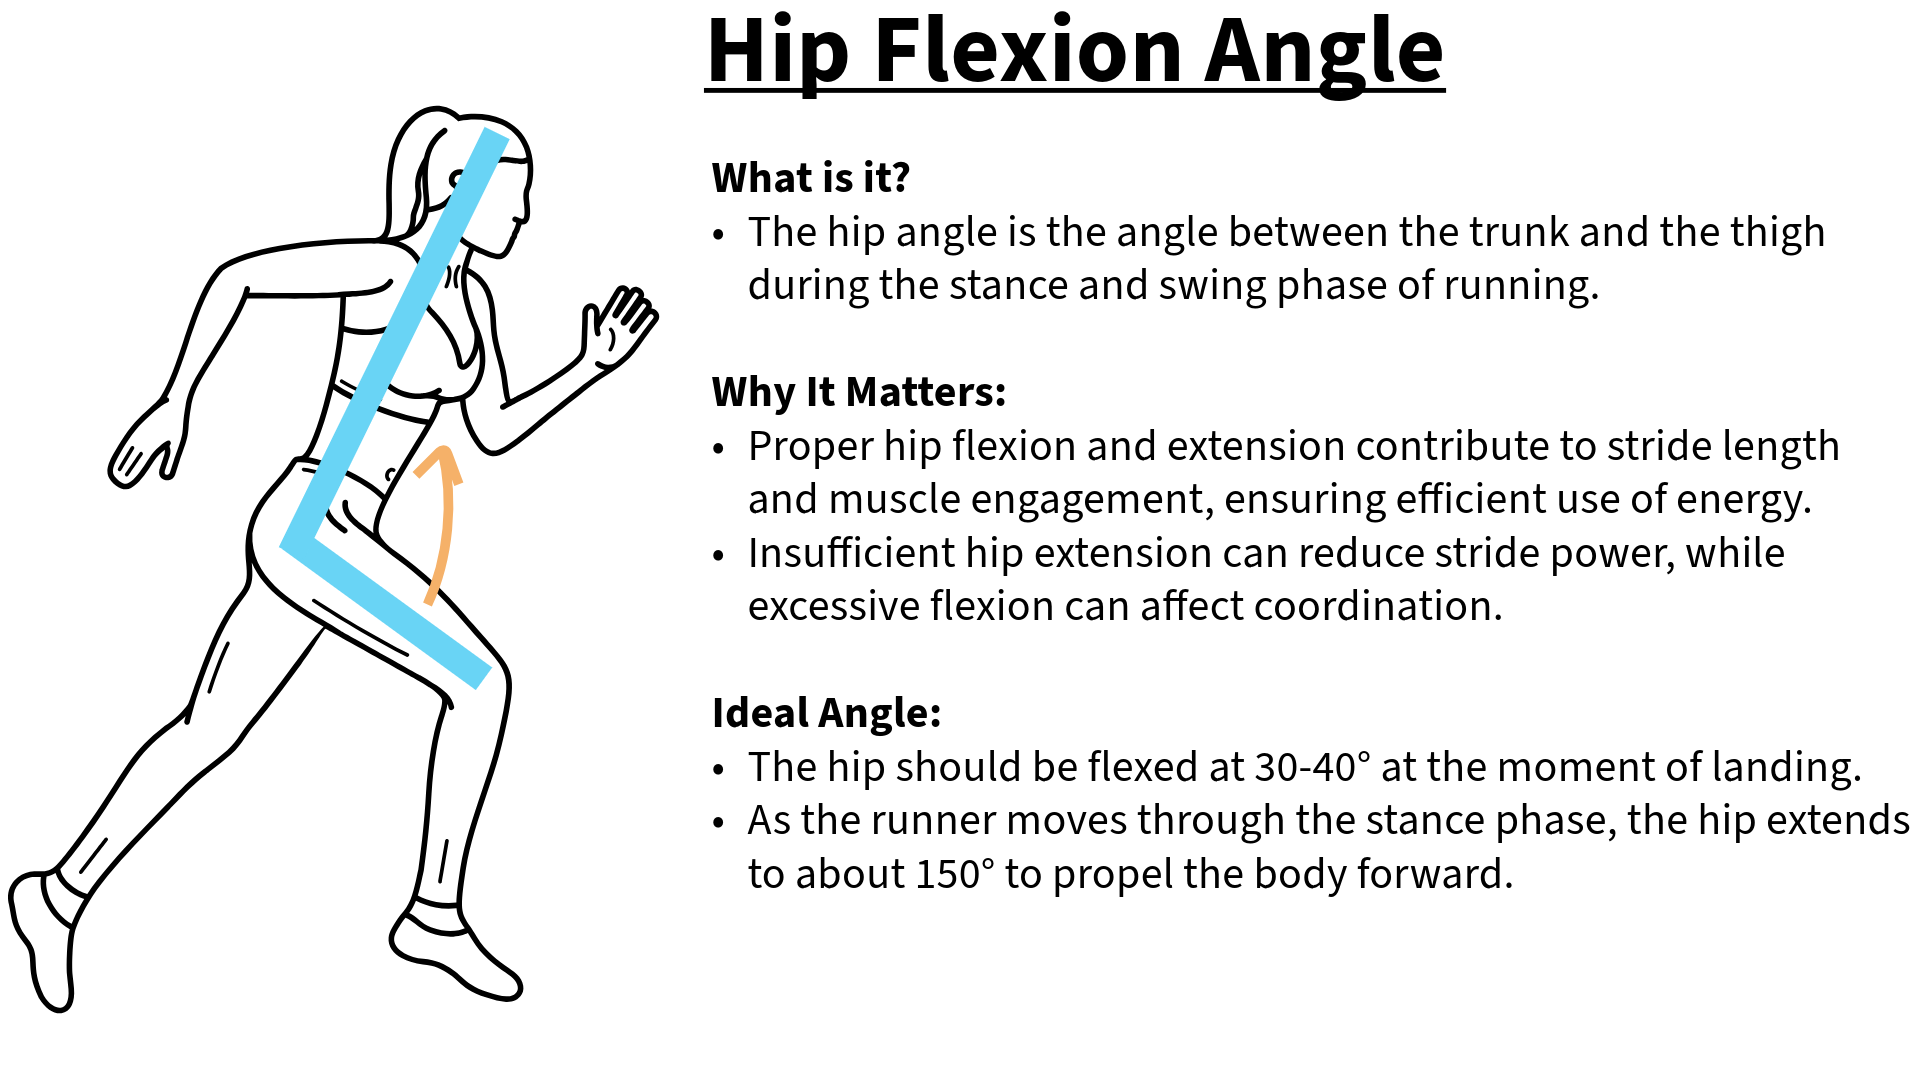 Hip Flexion Angle
What is it?
• The hip angle is the angle between the trunk and the thigh
during the stance and swing phase of running.
Why It Matters:
• Proper hip flexion and extension contribute to stride length
and muscle engagement, ensuring efficient use of energy.
• Insufficient hip extension can reduce stride power, while
excessive flexion can affect coordination.
Ideal Angle:
• The hip should be flexed at 30-40° at the moment of landing.
• As the runner moves through the stance phase, the hip extends
to about 150° to propel the body forward.